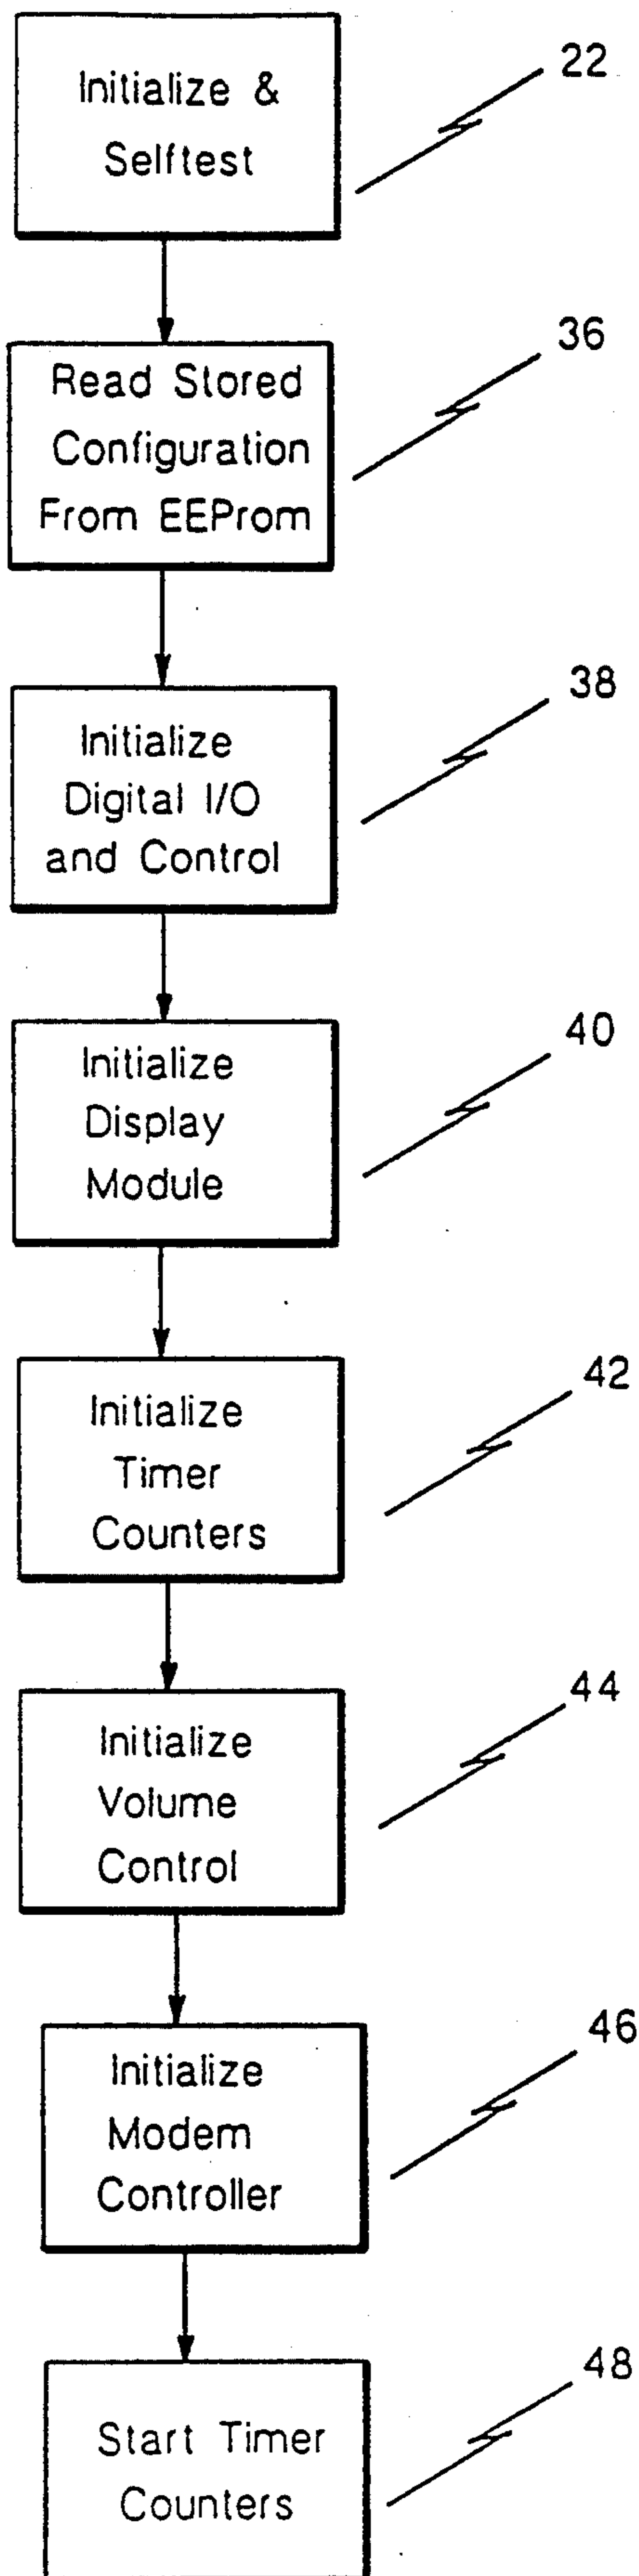 Initialize &
Selftest
22
Read Stored
Configuration
From EEProm
36
Initialize
Digital I/O
and Control
38
Initialize
Display
Module
40
Initialize
Timer
Counters
42
Initialize
Volume
Control
44
Initialize
Modem
Controller
46
Start Timer
Counters
48